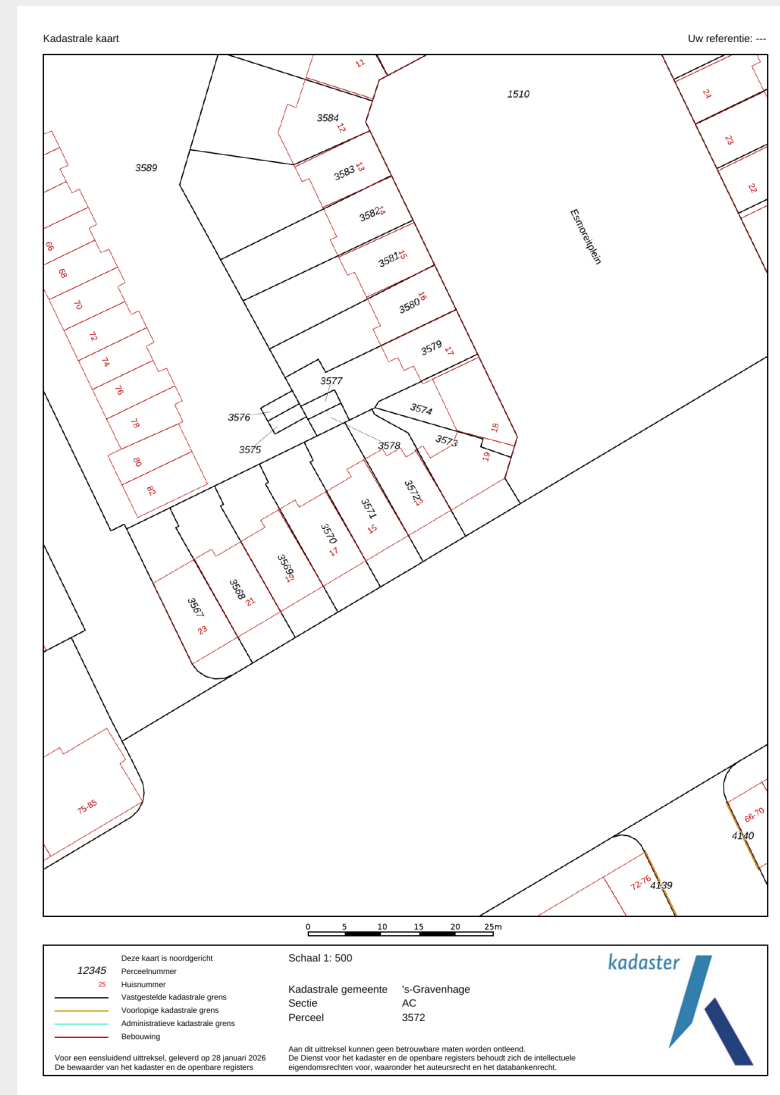 Kadastrale kaart
Uw referentie: ---
11
1510
24
3584
12
23
3589
3583 13
22
3582 14
Esmoreitplein
66
3581 15
68
3580 16
70
72
3579 17
74
3577
76
3576
3574
78
3575
3578
3573
18
19
80
82
3572
13
3571
15
3570
17
3569
19
3568
21
3567
23
75-85
66-70
4140
72-76
4139
0 5 10 15 20 25m
Deze kaart is noordgericht
12345 Perceelnummer
25 Huisnummer
Vastgestelde kadastrale grens
Voorlopige kadastrale grens
Administratieve kadastrale grens
Bebouwing
Voor een eensluidend uittreksel, geleverd op 28 januari 2026
De bewaarder van het kadaster en de openbare registers
Schaal 1: 500
Kadastrale gemeente 's-Gravenhage
Sectie AC
Perceel 3572
Aan dit uittreksel kunnen geen betrouwbare maten worden ontleend.
De Dienst voor het kadaster en de openbare registers behoudt zich de intellectuele
eigendomsrechten voor, waaronder het auteursrecht en het databankenrecht.
kadaster